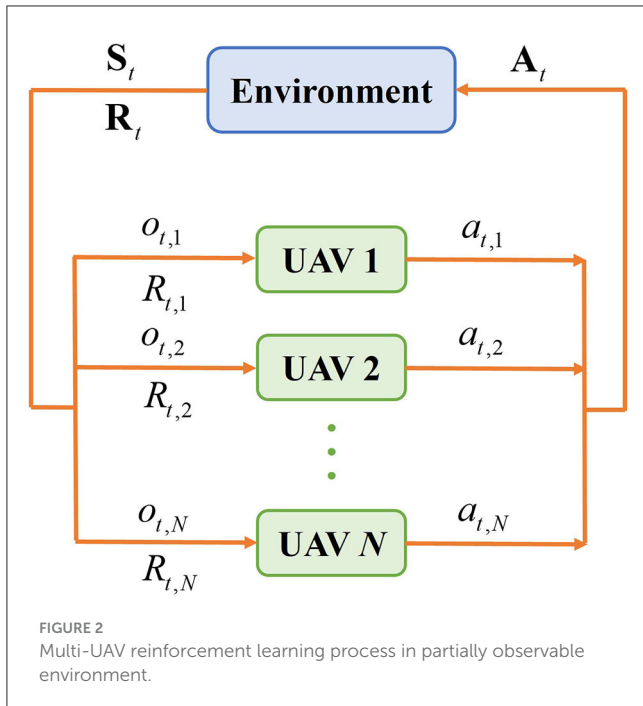 S_t
Environment
A_t
R_t
o_{t,1}
UAV 1
a_{t,1}
R_{t,1}
o_{t,2}
UAV 2
a_{t,2}
R_{t,2}
o_{t,N}
UAV N
a_{t,N}
R_{t,N}
FIGURE 2
Multi-UAV reinforcement learning process in partially observable
environment.